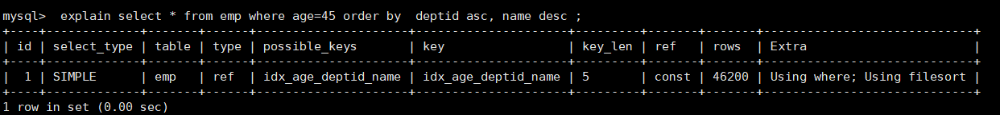 mysql>  explain select * from emp where age=45 order by  deptid asc, name desc ;
+----+-------------+-------+------+---------------------+---------------------+---------+-------+-------+-----------------------------+
| id | select_type | table | type | possible_keys       | key                 | key_len | ref   | rows  | Extra                       |
+----+-------------+-------+------+---------------------+---------------------+---------+-------+-------+-----------------------------+
|  1 | SIMPLE      | emp   | ref  | idx_age_deptid_name | idx_age_deptid_name | 5       | const | 46200 | Using where; Using filesort |
+----+-------------+-------+------+---------------------+---------------------+---------+-------+-------+-----------------------------+
1 row in set (0.00 sec)